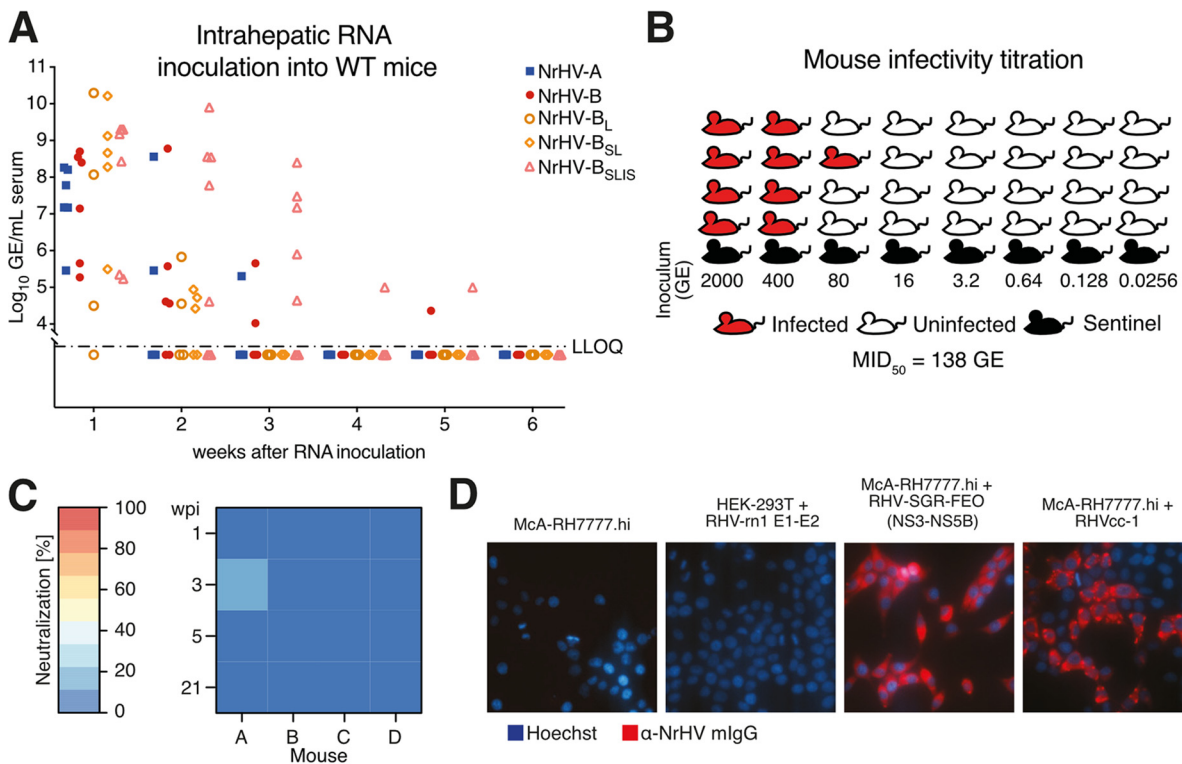 A
Intrahepatic RNA
inoculation into WT mice
Log10 GE/mL serum
11
10
9
8
7
6
5
4
LLOQ
1 2 3 4 5 6
weeks after RNA inoculation
NrHV-A
NrHV-B
NrHV-BL
NrHV-BSL
NrHV-BSLIS
B
Mouse infectivity titration
Inoculum
(GE)
2000 400 80 16 3.2 0.64 0.128 0.0256
Infected Uninfected Sentinel
MID50 = 138 GE
C
Neutralization [%]
100
80
60
40
20
0
wpi
1
3
5
21
A B C D
Mouse
D
McA-RH7777.hi
HEK-293T +
RHV-rn1 E1-E2
McA-RH7777.hi +
RHV-SGR-FEO
(NS3-NS5B)
McA-RH7777.hi +
RHVcc-1
Hoechst α-NrHV mIgG